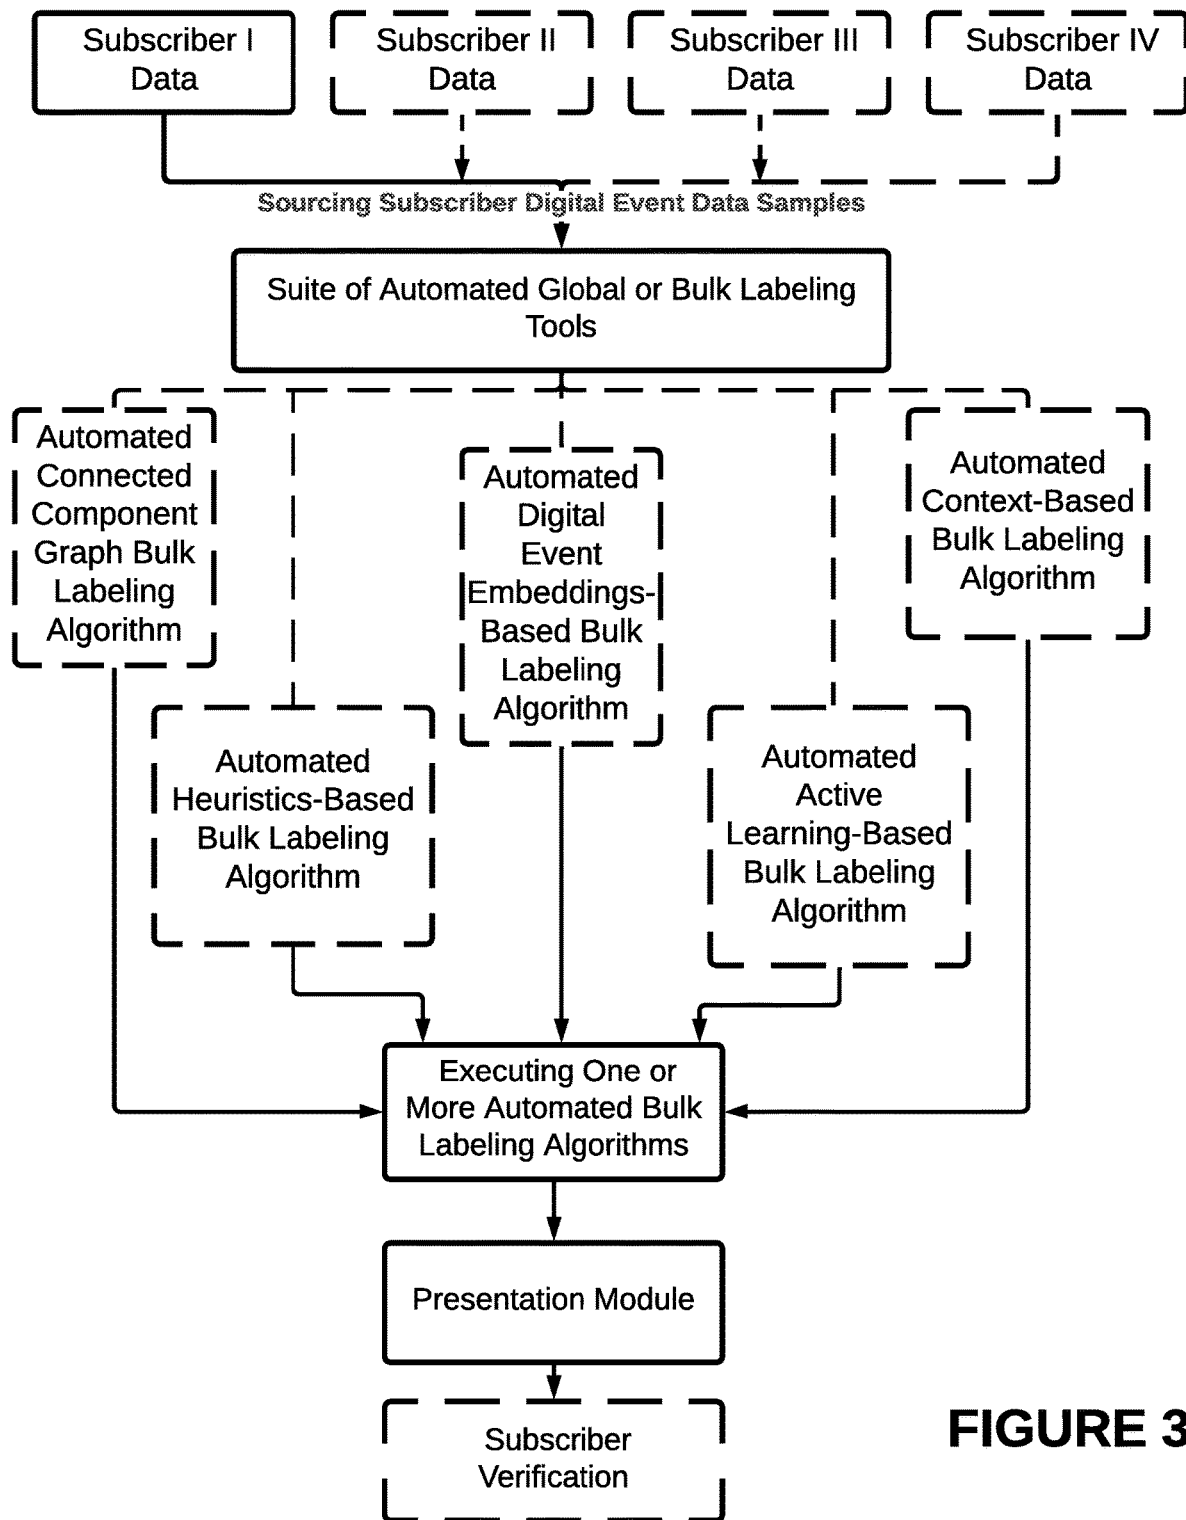 Subscriber I
Data
Subscriber II
Data
Subscriber III
Data
Subscriber IV
Data
Sourcing Subscriber Digital Event Data Samples
Suite of Automated Global or Bulk Labeling
Tools
Automated
Connected
Component
Graph Bulk
Labeling
Algorithm
Automated
Heuristics-Based
Bulk Labeling
Algorithm
Automated
Digital
Event
Embeddings-
Based Bulk
Labeling
Algorithm
Automated
Active
Learning-Based
Bulk Labeling
Algorithm
Automated
Context-Based
Bulk Labeling
Algorithm
Executing One or
More Automated Bulk
Labeling Algorithms
Presentation Module
Subscriber
Verification
FIGURE 3